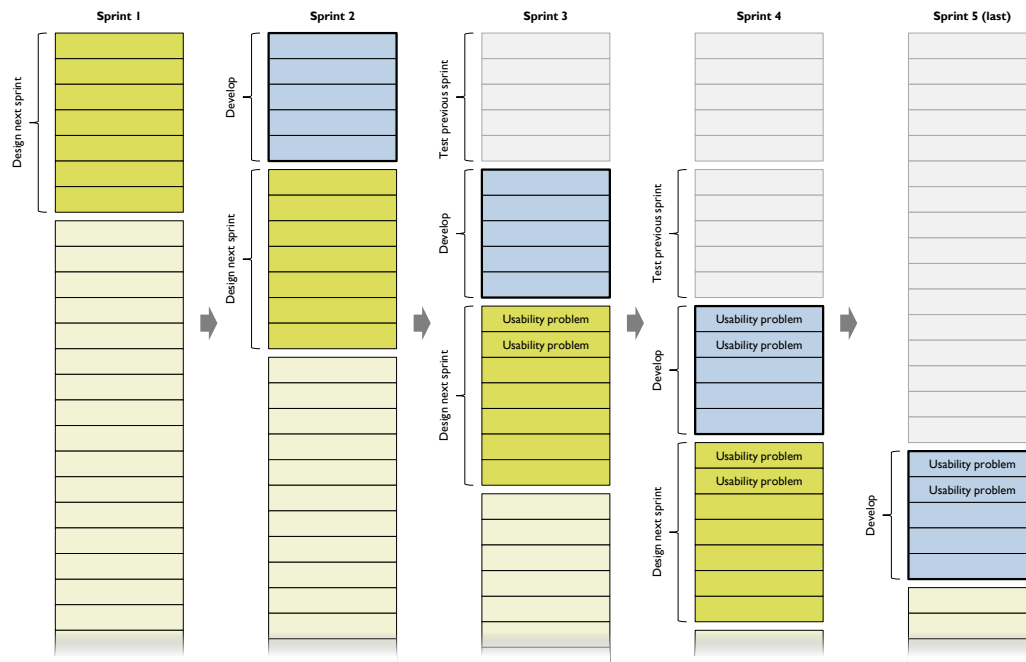 Sprint 1
Sprint 2
Sprint 3
Sprint 4
Sprint 5 (last)
Design next sprint
Develop
Design next sprint
Test previous sprint
Develop
Usability problem
Usability problem
Design next sprint
Test previous sprint
Usability problem
Usability problem
Develop
Usability problem
Usability problem
Design next sprint
Usability problem
Usability problem
Develop